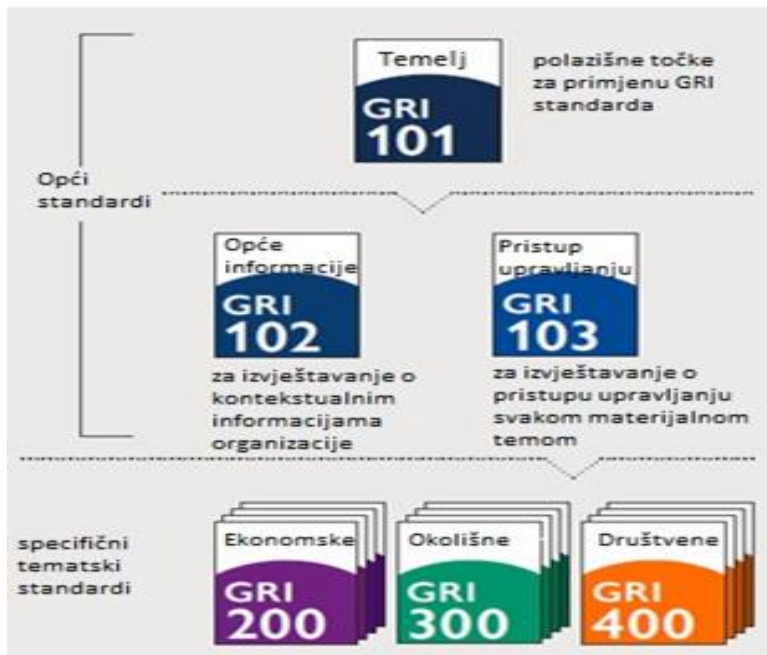 Temelj
GRI
101
polazišne točke
za primjenu GRI
standarda
Opći
standardi
Opće
informacije
GRI
102
za izvještavanje o
kontekstualnim
informacijama
organizacije
Pristup
upravljanju
GRI
103
za izvještavanje o
pristupu upravljanju
svakom materijalnom
temom
specifični
tematski
standardi
Ekonomske
GRI
200
Okolišne
GRI
300
Društvene
GRI
400